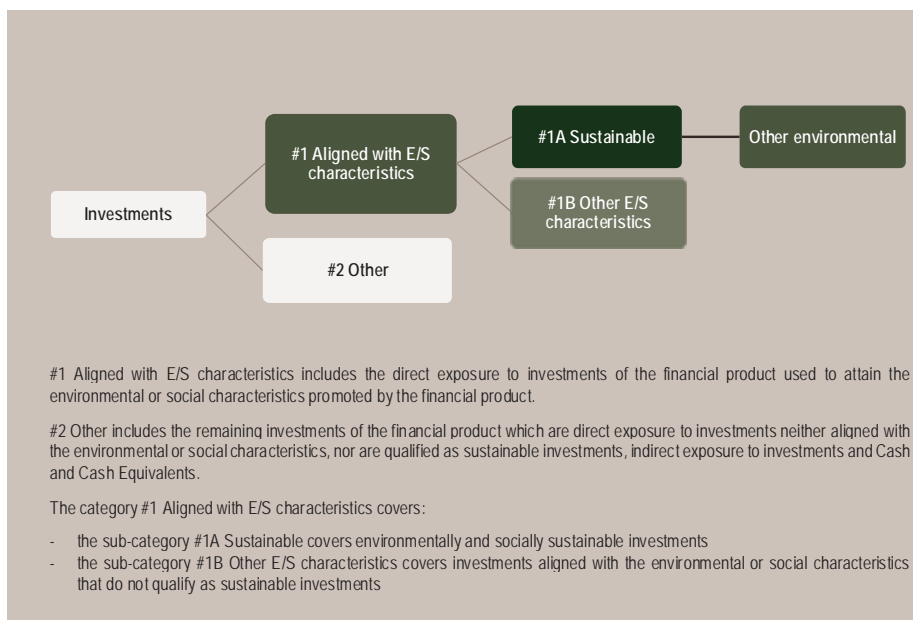 #1 Aligned with E/S
characteristics
#1A Sustainable
Other environmental
#1B Other E/S
characteristics
Investments
#2 Other
#1 Aligned with E/S characteristics includes the direct exposure to investments of the financial product used to attain the
environmental or social characteristics promoted by the financial product.
#2 Other includes the remaining investments of the financial product which are direct exposure to investments neither aligned with
the environmental or social characteristics, nor are qualified as sustainable investments, indirect exposure to investments and Cash
and Cash Equivalents.
The category #1 Aligned with E/S characteristics covers:
- the sub-category #1A Sustainable covers environmentally and socially sustainable investments
- the sub-category #1B Other E/S characteristics covers investments aligned with the environmental or social characteristics
that do not qualify as sustainable investments